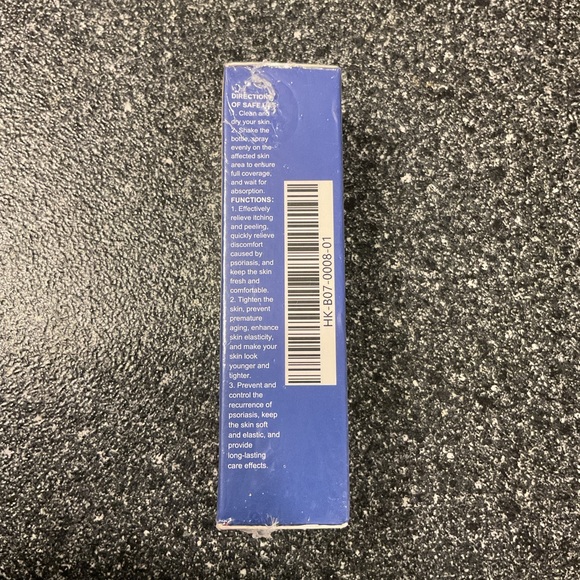 DIRECTIONS
OF SAFE
1. Clean and
dry your skin.
2. Shake the
bottle, spray
evenly on the
affected skin
area to ensure
full coverage,
and wait for
absorption.
FUNCTIONS:
1. Effectively
relieve itching
and peeling,
quickly relieve
discomfort
caused by
psoriasis, and
keep the skin
fresh and
comfortable.
2. Tighten the
skin, prevent
premature
aging, enhance
skin elasticity,
and make your
skin look
younger and
tighter.
3. Prevent and
control the
recurrence of
psoriasis, keep
the skin soft
and elastic, and
provide
long-lasting
care effects.
HK-B07-0008-01